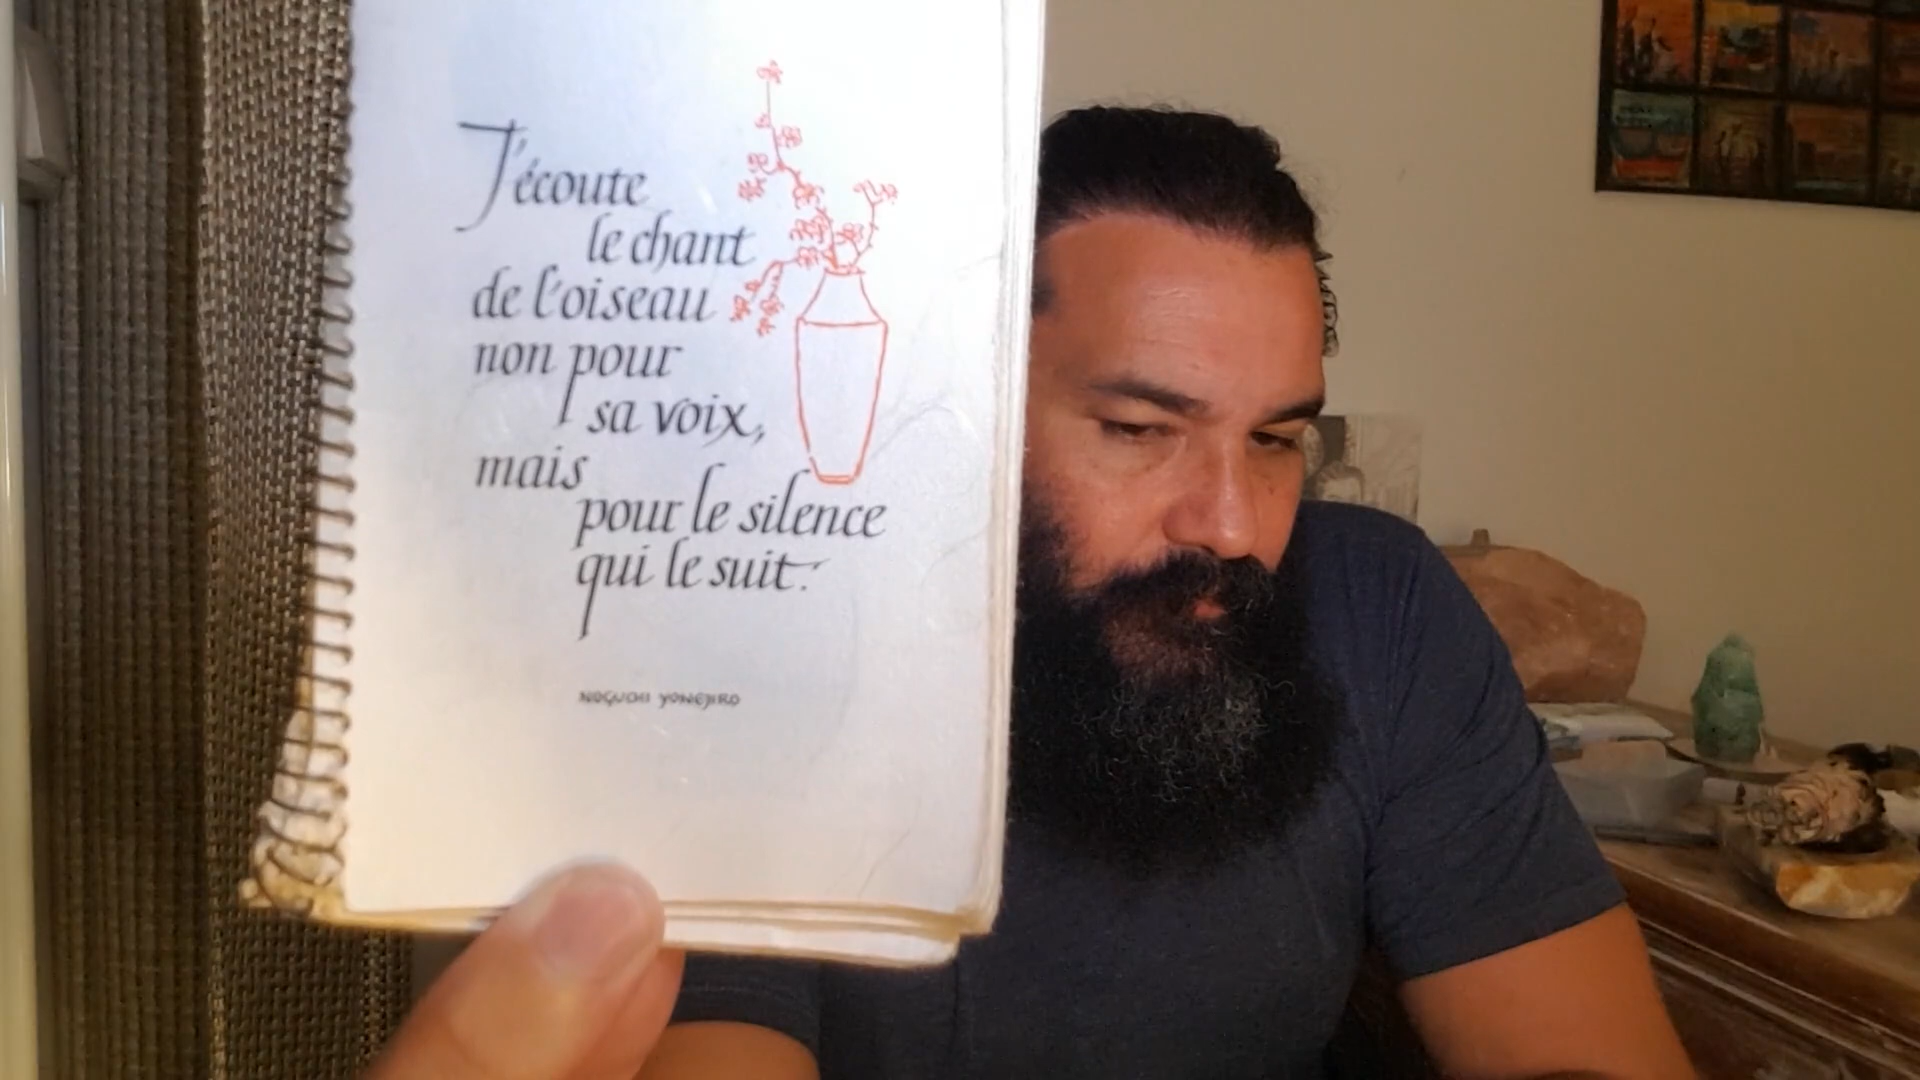 J'écoute
le chant
de l'oiseau
non pour
sa voix,
mais
pour le silence
qui le suit.
NOGUCHI YONEJIRO